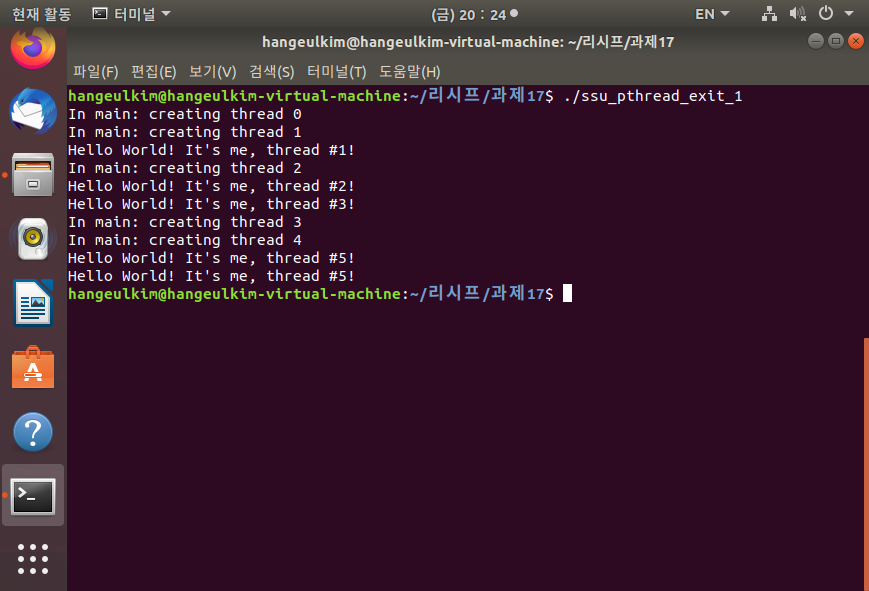 현재 활동 터미널 (금) 20 : 24 EN
hangeulkim@hangeulkim-virtual-machine: ~/리시프/과제17
파일(F) 편집(E) 보기(V) 검색(S) 터미널(T) 도움말(H)
hangeulkim@hangeulkim-virtual-machine:~/리시프/과제17$ ./ssu_pthread_exit_1
In main: creating thread 0
In main: creating thread 1
Hello World! It's me, thread #1!
In main: creating thread 2
Hello World! It's me, thread #2!
Hello World! It's me, thread #3!
In main: creating thread 3
In main: creating thread 4
Hello World! It's me, thread #5!
Hello World! It's me, thread #5!
hangeulkim@hangeulkim-virtual-machine:~/리시프/과제17$